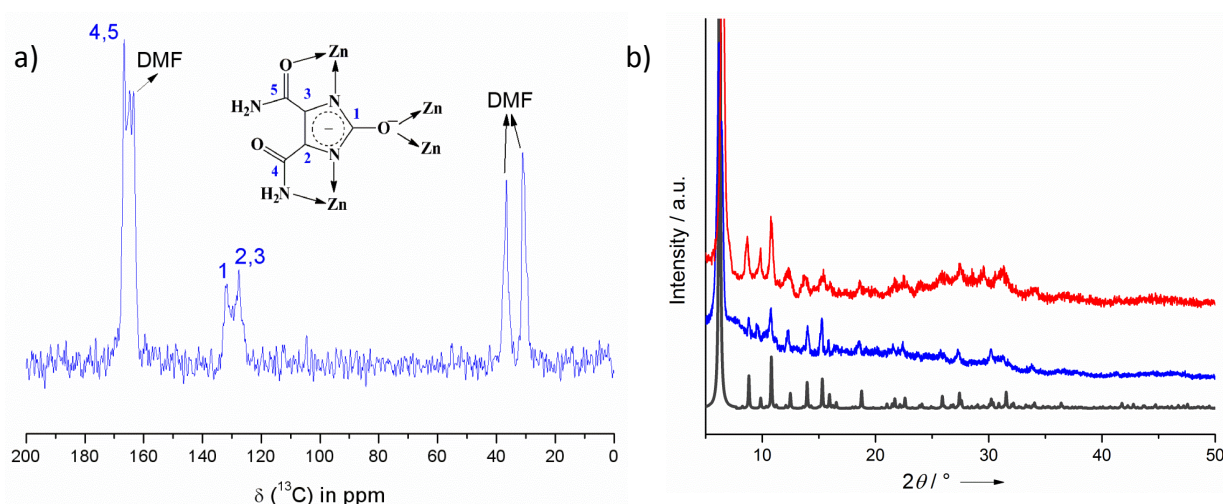 a)
4,5
DMF
Zn
O
5
3
N
H₂N
1
Zn
O⁻
−
O
Zn
2
4
N
H₂N
Zn
DMF
1
2,3
200 180 160 140 120 100 80 60 40 20 0
δ (¹³C) in ppm
b)
Intensity / a.u.
10 20 30 40 50
2θ / °